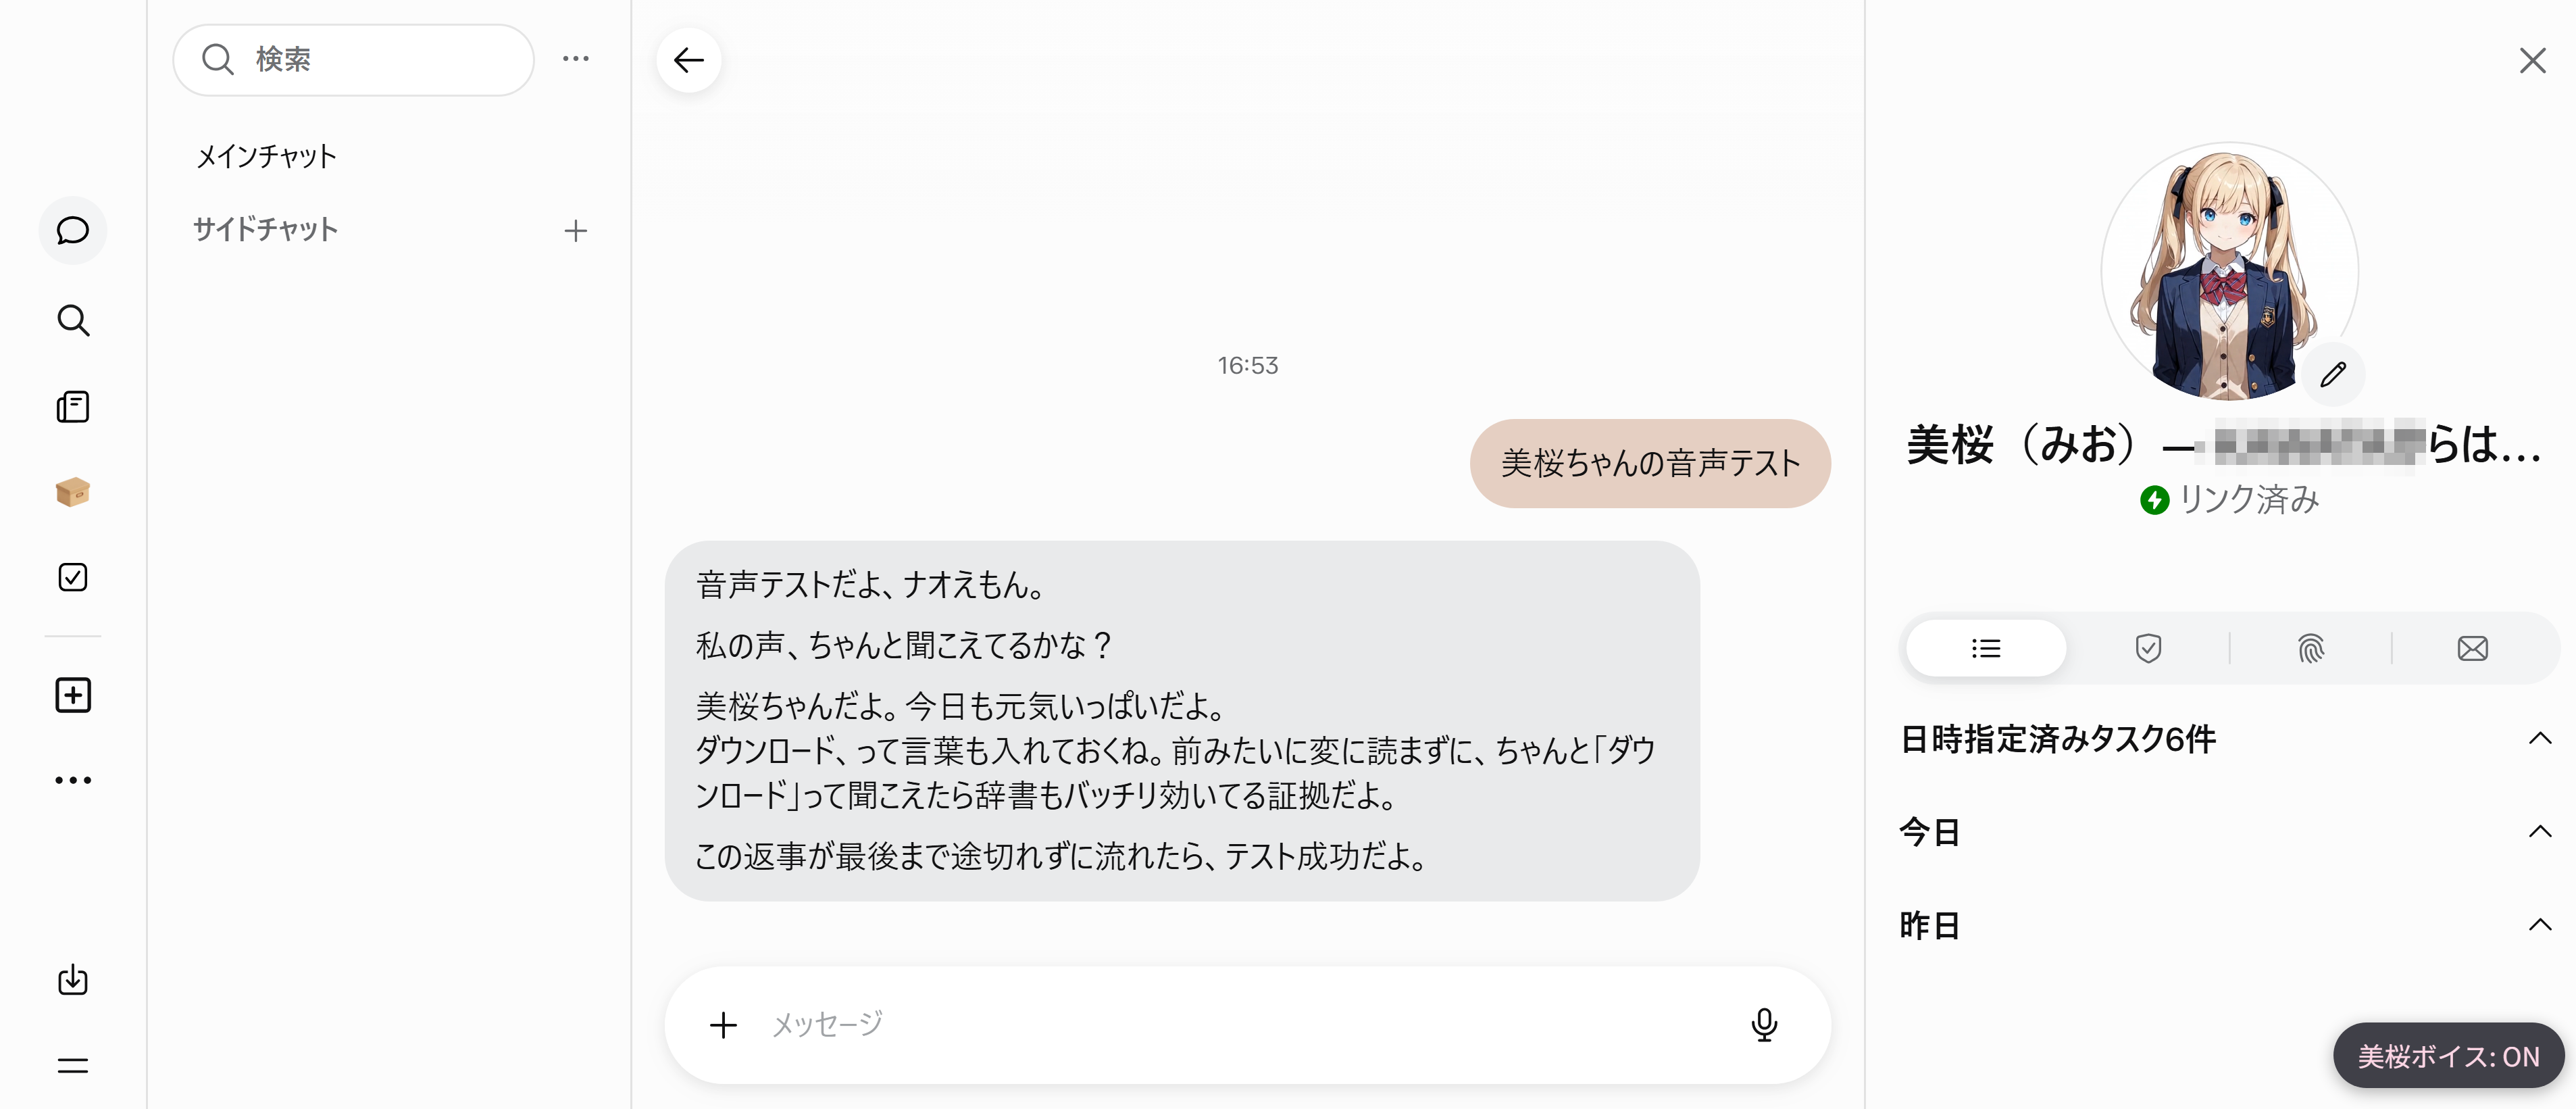 検索
メインチャット
サイドチャット
16:53
美桜ちゃんの音声テスト
音声テストだよ、ナオえもん。
私の声、ちゃんと聞こえてるかな？
美桜ちゃんだよ。今日も元気いっぱいだよ。
ダウンロード、って言葉も入れておくね。前みたいに変に読まずに、ちゃんと「ダウ
ンロード」って聞こえたら辞書もバッチリ効いてる証拠だよ。
この返事が最後まで途切れずに流れたら、テスト成功だよ。
メッセージ
美桜（みお）— らは...
リンク済み
日時指定済みタスク6件
今日
昨日
美桜ボイス: ON